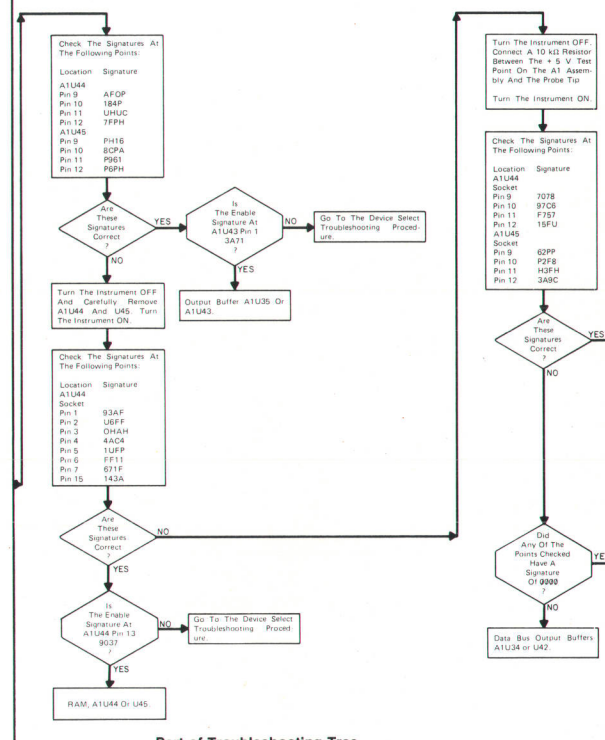 Check The Signatures At
The Following Points:
Location Signature
A1U44
Pin 9 AFOP
Pin 10 184P
Pin 11 UHUC
Pin 12 7FPH
A1U45
Pin 9 PH16
Pin 10 8CPA
Pin 11 P961
Pin 12 P6PH
Are
These
Signatures
Correct
?
YES
NO
Is
The Enable
Signature At
A1U43 Pin 1
3A71
?
NO
YES
Go To The Device Select
Troubleshooting Proced-
ure.
Output Buffer A1U35 Or
A1U43.
Turn The Instrument OFF
And Carefully Remove
A1U44 And U45. Turn
The Instrument ON.
Check The Signatures At
The Following Points:
Location Signature
A1U44
Socket
Pin 1 93AF
Pin 2 U6FF
Pin 3 OHAH
Pin 4 4AC4
Pin 5 1UFP
Pin 6 FF11
Pin 7 671F
Pin 15 143A
Are
These
Signatures
Correct
?
NO
YES
Is
The Enable
Signature At
A1U44 Pin 13
9037
?
NO
YES
Go To The Device Select
Troubleshooting Proced-
ure.
RAM, A1U44 Or U45.
Turn The Instrument OFF.
Connect A 10 kΩ Resistor
Between The + 5 V Test
Point On The A1 Assem-
bly And The Probe Tip
Turn The Instrument ON.
Check The Signatures At
The Following Points:
Location Signature
A1U44
Socket
Pin 9 7078
Pin 10 97C6
Pin 11 F757
Pin 12 15FU
A1U45
Socket
Pin 9 62PP
Pin 10 P2F8
Pin 11 H3FH
Pin 12 3A9C
Are
These
Signatures
Correct
?
YES
NO
Did
Any Of The
Points Checked
Have A
Signature
Of 0000
?
NO
Data Bus Output Buffers
A1U34 or U42.